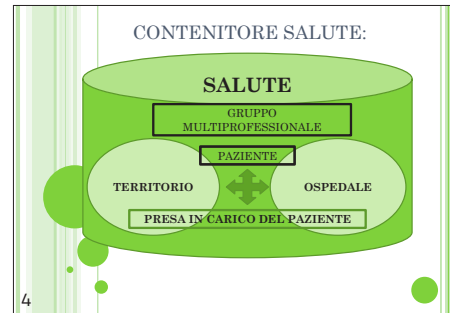 CONTENITORE SALUTE:
SALUTE
GRUPPO
MULTIPROFESSIONALE
PAZIENTE
TERRITORIO
OSPEDALE
PRESA IN CARICO DEL PAZIENTE
4